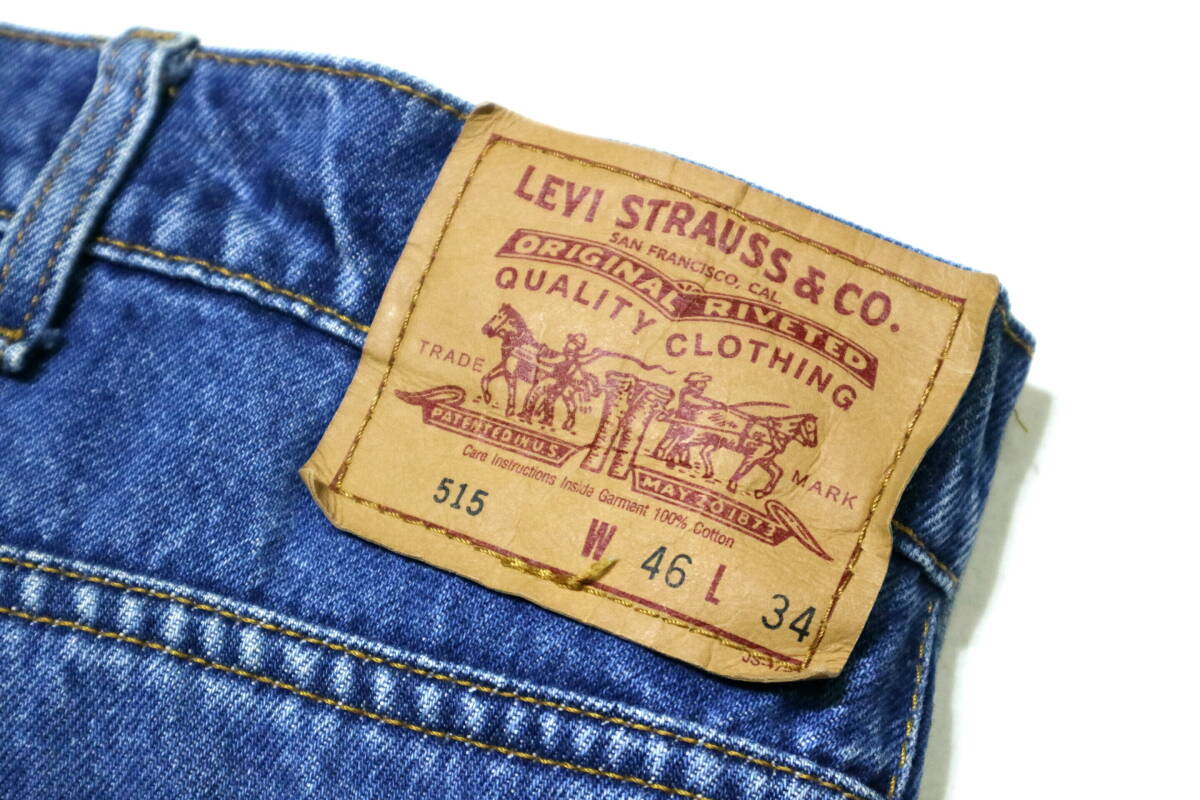 LEVI STRAUSS & CO.
SAN FRANCISCO, CAL.
ORIGINAL RIVETED
QUALITY CLOTHING
TRADE MARK
PATENTED IN U.S.
MAY 20 1873
Care Instructions Inside Garment 100% Cotton
515
W 46 L 34